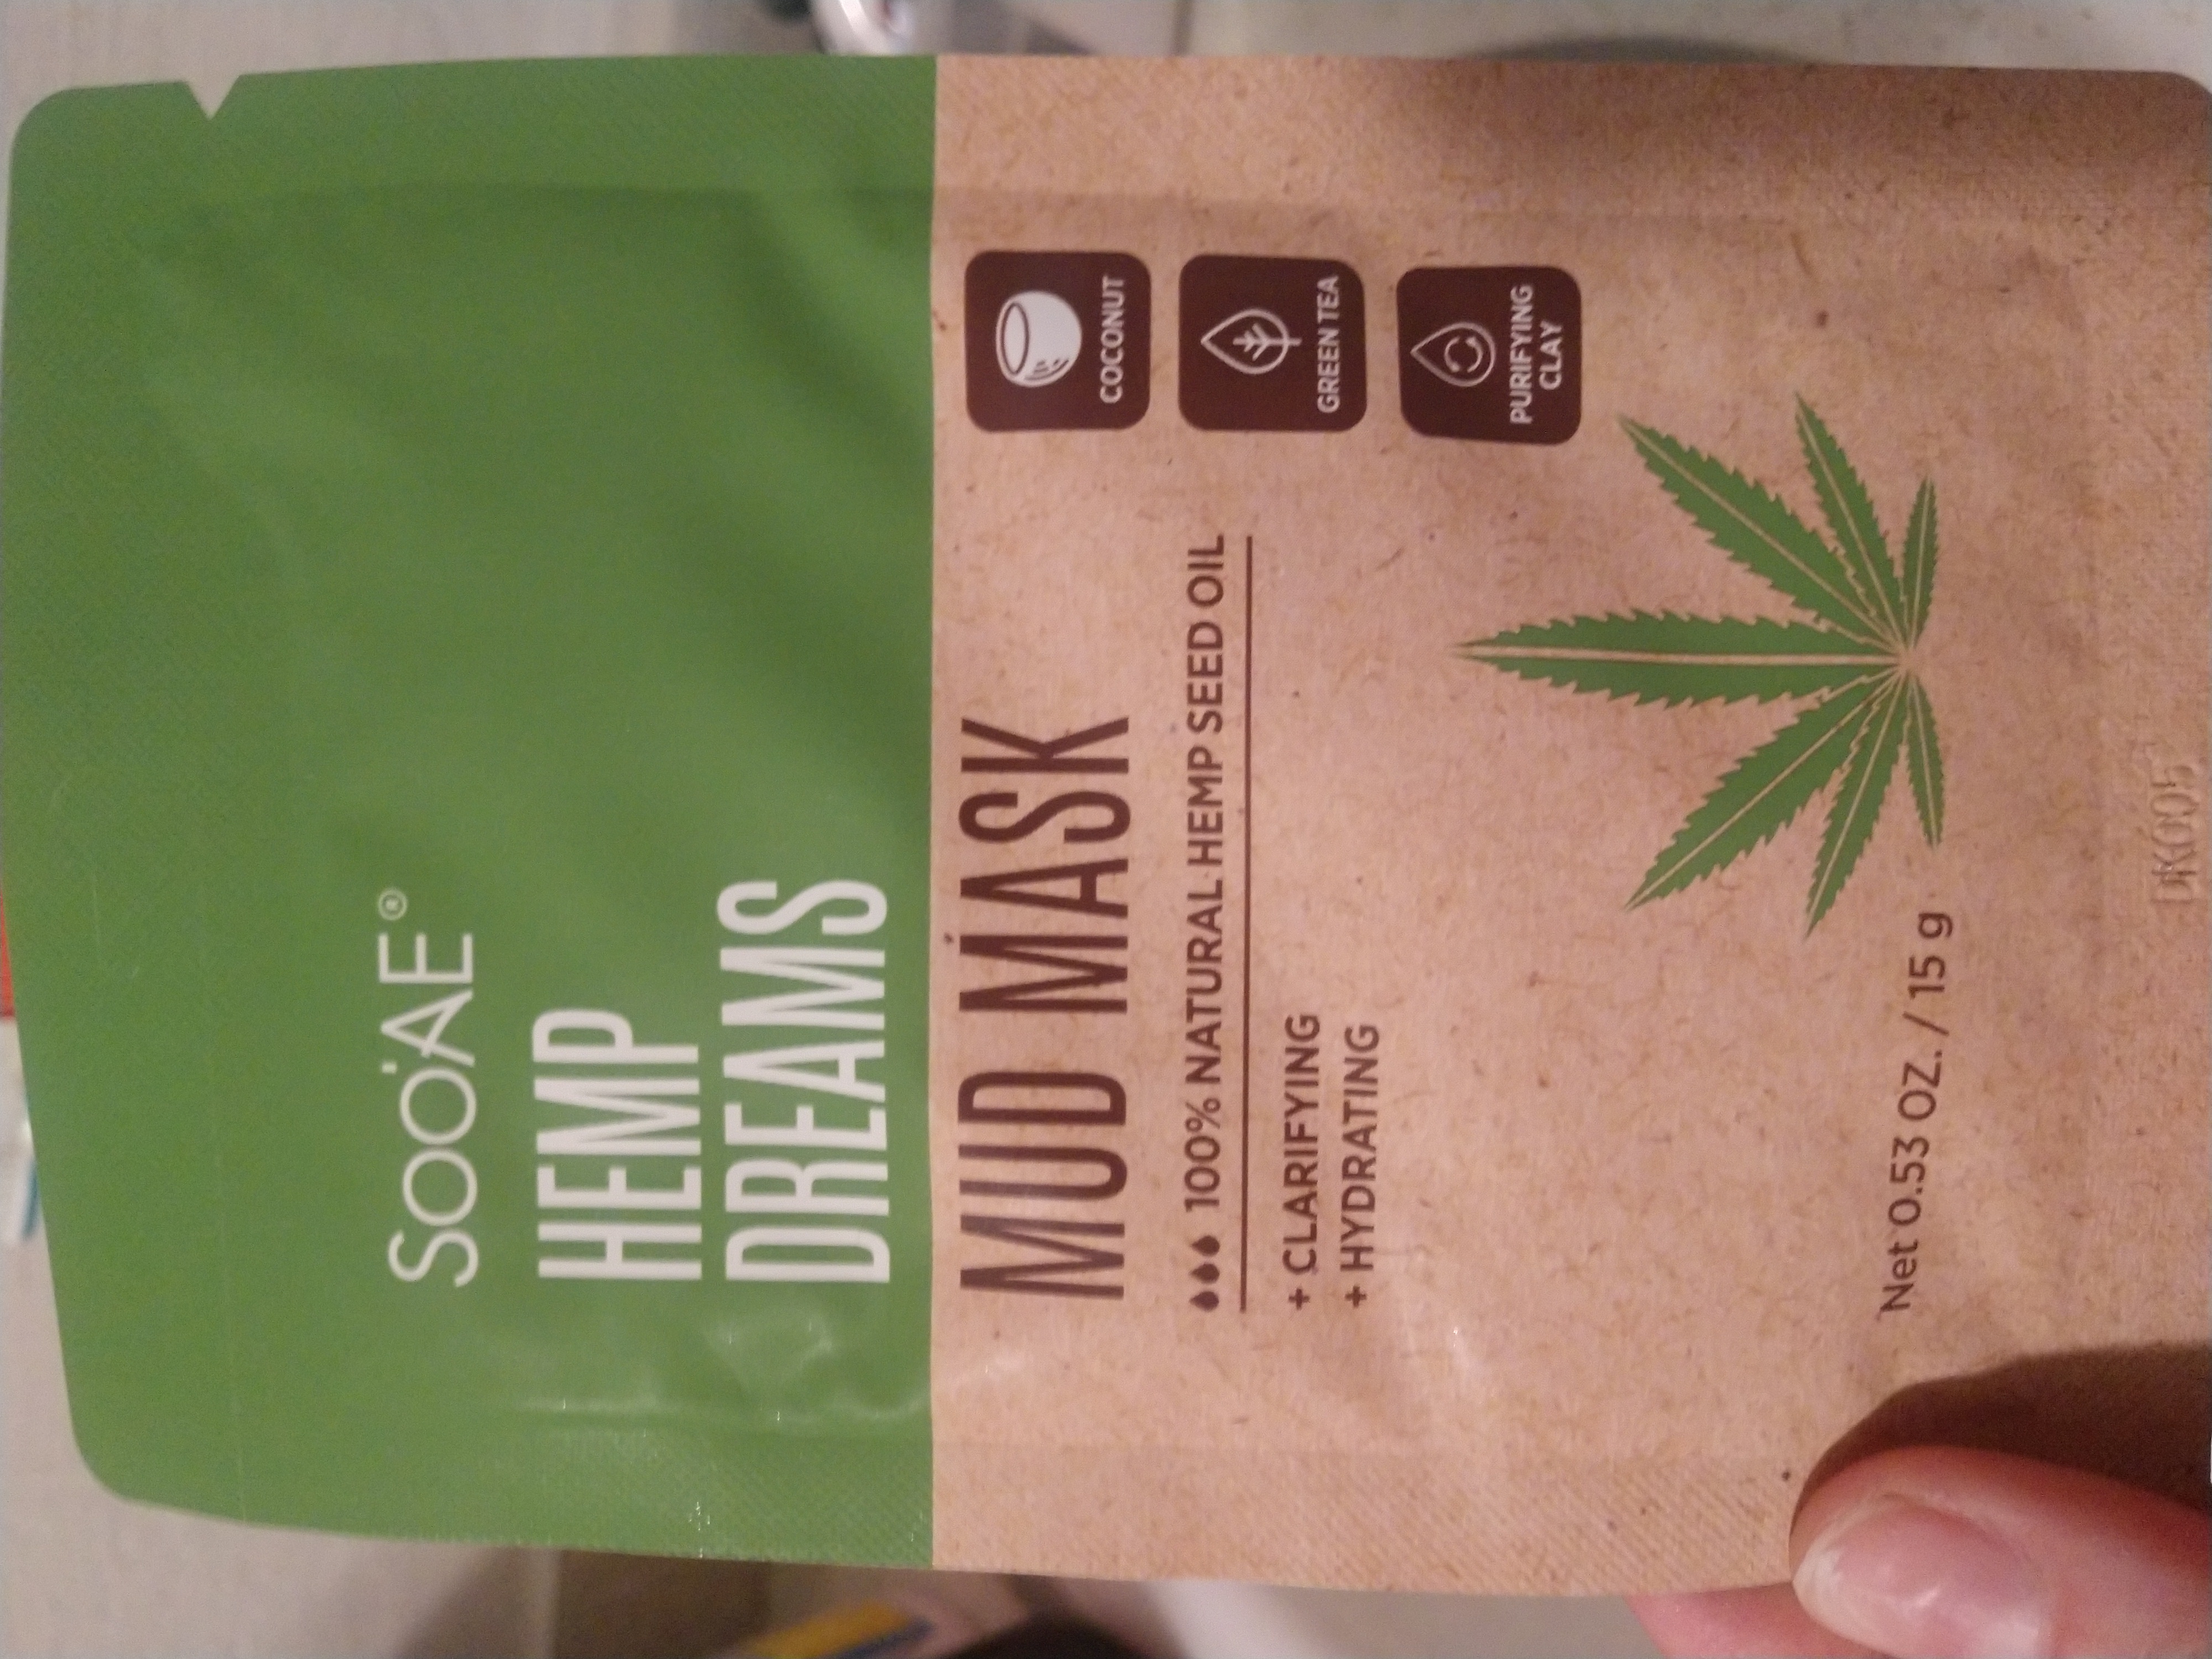 SOO'AE®
HEMP
DREAMS
MUD MASK
100% NATURAL HEMP SEED OIL
+ CLARIFYING
+ HYDRATING
COCONUT
GREEN TEA
PURIFYING
CLAY
Net 0.53 OZ. / 15 g